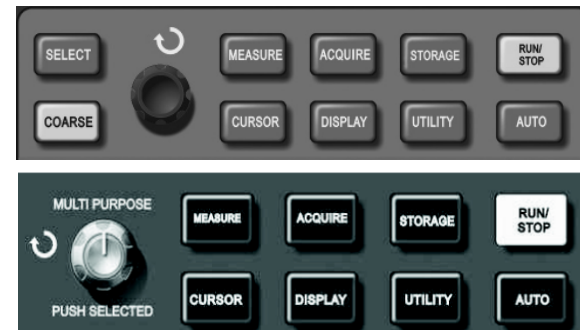 SELECT
MEASURE
ACQUIRE
STORAGE
RUN/
STOP
COARSE
CURSOR
DISPLAY
UTILITY
AUTO
MULTI PURPOSE
MEASURE
ACQUIRE
STORAGE
RUN/
STOP
PUSH SELECTED
CURSOR
DISPLAY
UTILITY
AUTO